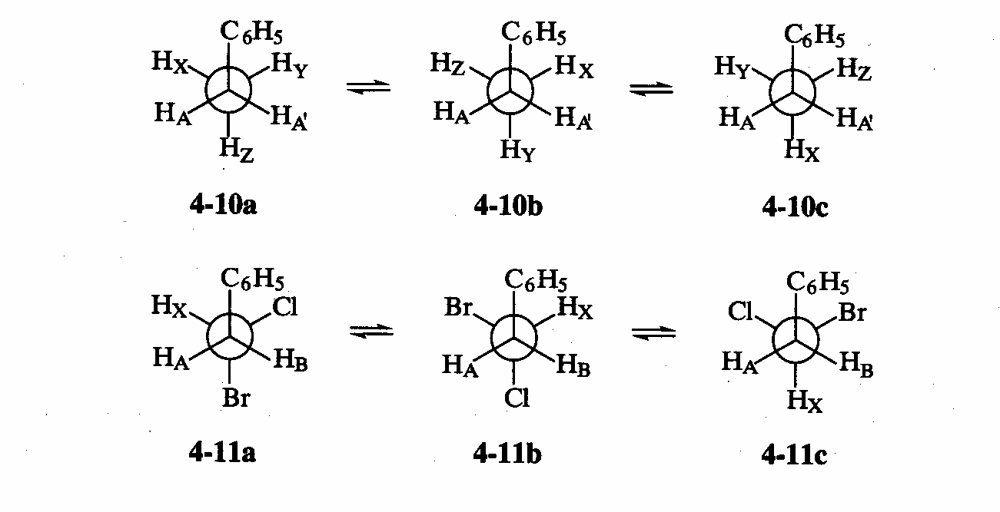 C6H5 C6H5 C6H5
HX HY HZ HX HY HZ
HA HA' HA HA' HA HA'
HZ HY HX
4-10a 4-10b 4-10c
C6H5 C6H5 C6H5
HX Cl Br HX Cl Br
HA HB HA HB HA HB
Br Cl HX
4-11a 4-11b 4-11c